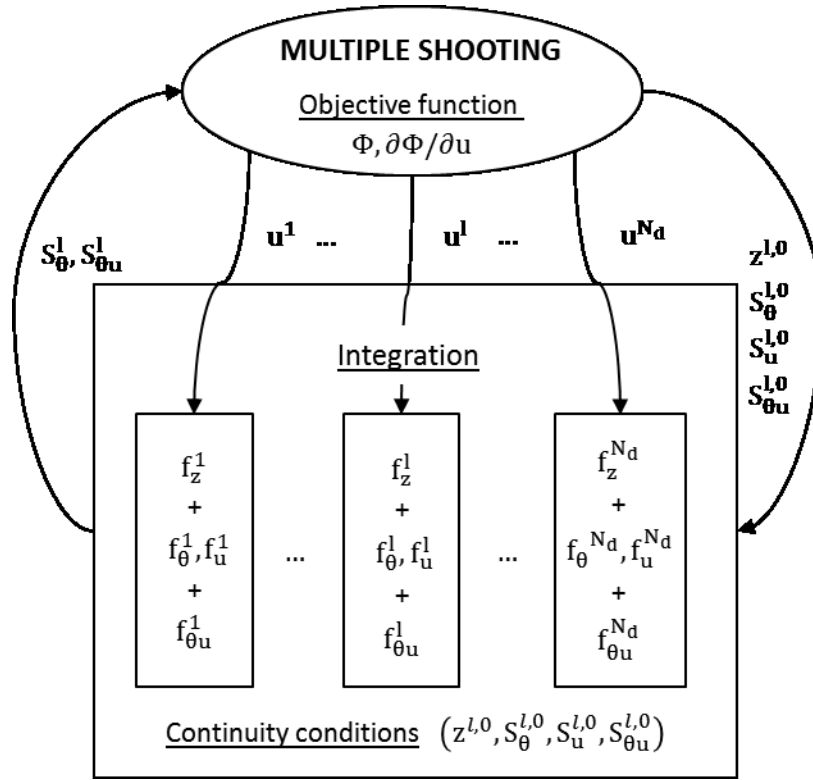 MULTIPLE SHOOTING
Objective function
Φ, ∂Φ/∂u
S_θ^l, S_θu^l
u^1 ... u^l ... u^{N_d}
z^{l,0}
S_θ^{l,0}
S_u^{l,0}
S_θu^{l,0}
Integration
f_z^1
+
f_θ^1, f_u^1
+
f_θu^1
...
f_z^l
+
f_θ^l, f_u^l
+
f_θu^l
...
f_z^{N_d}
+
f_θ^{N_d}, f_u^{N_d}
+
f_θu^{N_d}
Continuity conditions (z^{l,0}, S_θ^{l,0}, S_u^{l,0}, S_θu^{l,0})